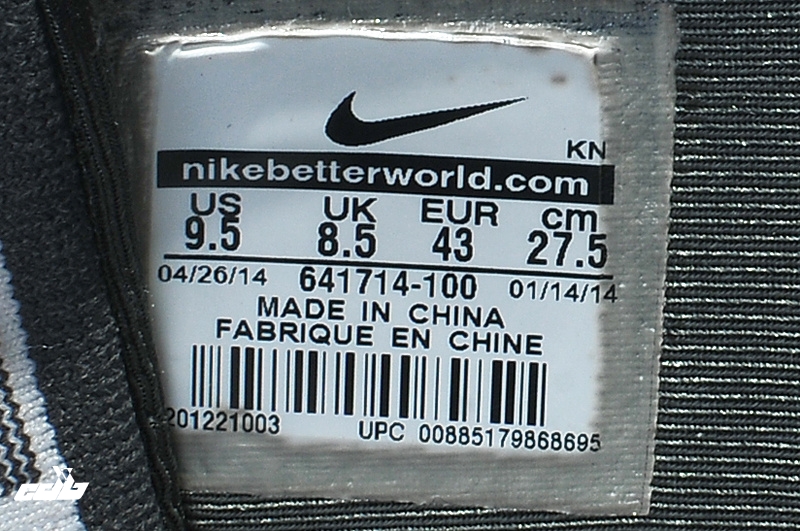 KN
nikebetterworld.com
US UK EUR cm
9.5 8.5 43 27.5
04/26/14 641714-100 01/14/14
MADE IN CHINA
FABRIQUE EN CHINE
201221003 UPC 00885179868695